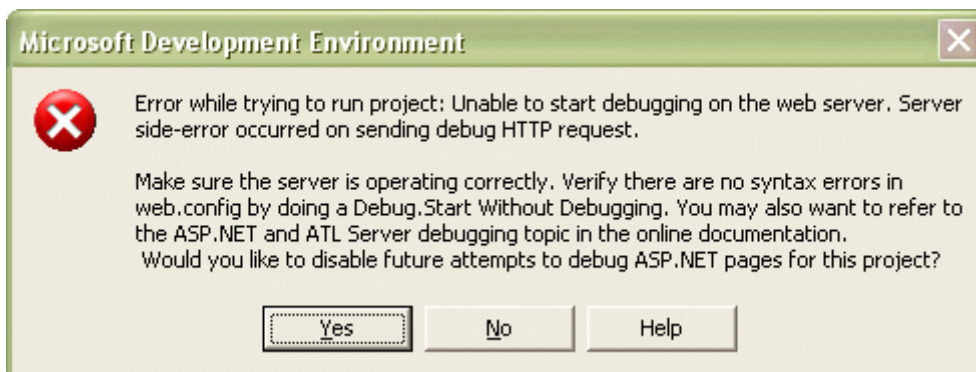 Microsoft Development Environment
Error while trying to run project: Unable to start debugging on the web server. Server
side-error occurred on sending debug HTTP request.
Make sure the server is operating correctly. Verify there are no syntax errors in
web.config by doing a Debug.Start Without Debugging. You may also want to refer to
the ASP.NET and ATL Server debugging topic in the online documentation.
Would you like to disable future attempts to debug ASP.NET pages for this project?
Yes
No
Help